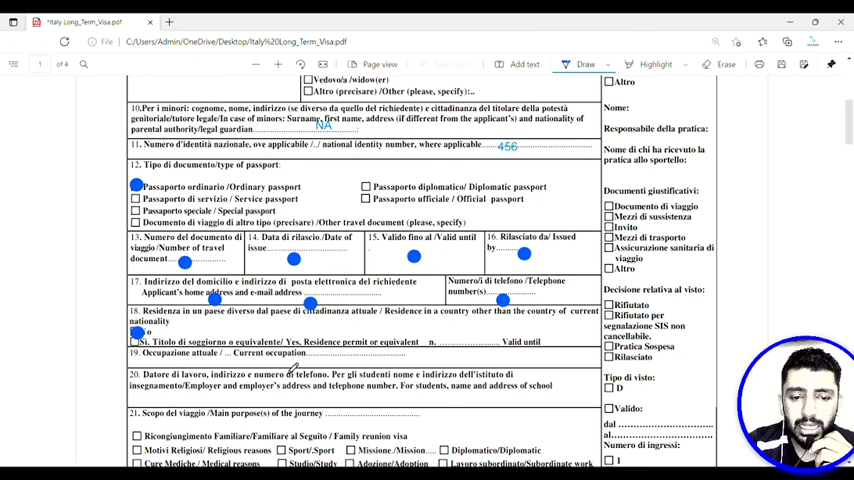 *Italy Long_Term_Visa.pdf
File
C:/Users/Admin/OneDrive/Desktop/Italy%20Long_Term_Visa.pdf
1 of 4
Page view
Add text
Draw
Highlight
Erase
Vedovo/a /widow(er)
Altro (precisare) /Other (please, specify):..
10.Per i minori: cognome, nome, indirizzo (se diverso da quello del richiedente) e cittadinanza del titolare della potestà
genitoriale/tutore legale/In case of minors: Surname, first name, address (if different from the applicant's) and nationality of
parental authority/legal guardian..............................:
NA
11. Numero d'identità nazionale, ove applicabile /../ national identity number, where applicable..............................
456
12. Tipo di documento/type of passport:
Passaporto ordinario /Ordinary passport
Passaporto diplomatico/ Diplomatic passport
Passaporto di servizio / Service passport
Passaporto ufficiale / Official passport
Passaporto speciale / Special passport
Documento di viaggio di altro tipo (precisare) /Other travel document (please, specify)
13. Numero del documento di
viaggio /Number of travel
document....................
14. Data di rilascio./Date of
issue..............................
15. Valido fino al /Valid until
.
16. Rilasciato da/ Issued
by....................
17. Indirizzo del domicilio e indirizzo di posta elettronica del richiedente
Applicant's home address and e-mail address ..............................
Numero/i di telefono /Telephone
number(s)....................
18. Residenza in un paese diverso dal paese di cittadinanza attuale / Residence in a country other than the country of current
nationality
o
Sì. Titolo di soggiorno o equivalente/ Yes, Residence permit or equivalent n. .................... Valid until
19. Occupazione attuale / ... Current occupation..............................
20. Datore di lavoro, indirizzo e numero di telefono. Per gli studenti nome e indirizzo dell'istituto di
insegnamento/Employer and employer's address and telephone number. For students, name and address of school
21. Scopo del viaggio /Main purpose(s) of the journey ..............................
Ricongiungimento Familiare/Familiare al Seguito / Family reunion visa
Motivi Religiosi/ Religious reasons
Sport/.Sport
Missione./Mission.....
Diplomatico/Diplomatic
Cure Mediche./ Medical reasons
Studio/Study
Adozione/Adoption
Lavoro subordinato/Subordinate work
Altro
Nome:
Responsabile della pratica:
Nome di chi ha ricevuto la
pratica allo sportello:
Documenti giustificativi:
Documento di viaggio
Mezzi di sussistenza
Invito
Mezzi di trasporto
Assicurazione sanitaria di
viaggio
Altro
Decisione relativa al visto:
Rifiutato
Rifiutato per
segnalazione SIS non
cancellabile.
Pratica Sospesa
Rilasciato
Tipo di visto:
D
Valido:
dal ....................
al....................
Numero di ingressi:
1